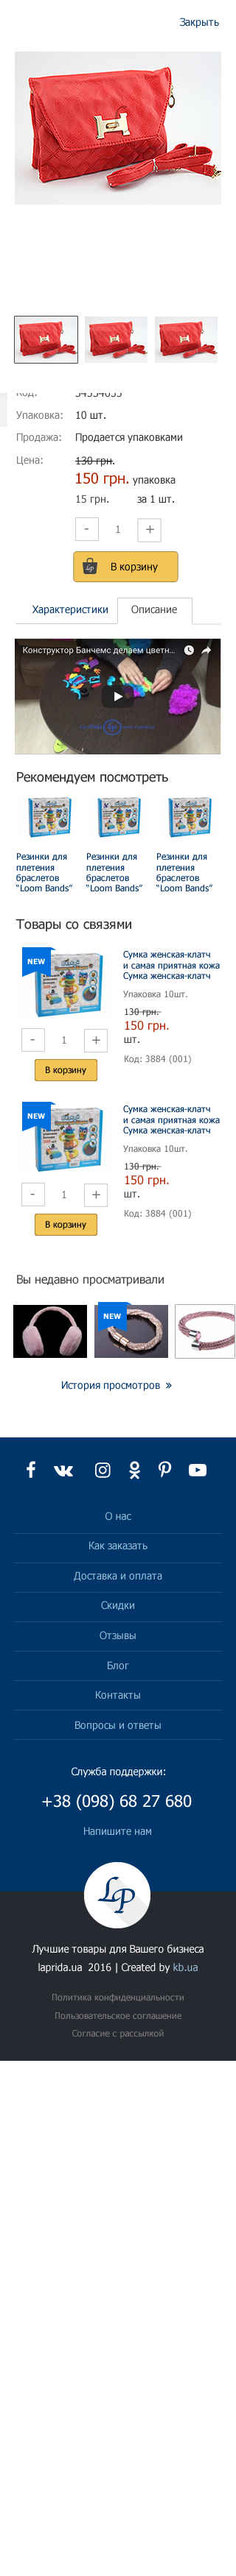 Закрыть
Код: 54554655
Упаковка: 10 шт.
Продажа: Продается упаковками
Цена: 130 грн.
150 грн. упаковка
15 грн. за 1 шт.
- 1 +
В корзину
Характеристики Описание
Конструктор Банчемс делаем цветн...
Рекомендуем посмотреть
Резинки для плетения браслетов "Loom Bands"
Резинки для плетения браслетов "Loom Bands"
Резинки для плетения браслетов "Loom Bands"
Товары со связями
NEW
Сумка женская-клатч
и самая приятная кожа
Сумка женская-клатч
Упаковка 10шт.
130 грн.
150 грн.
шт.
Код: 3884 (001)
- 1 +
В корзину
NEW
Сумка женская-клатч
и самая приятная кожа
Сумка женская-клатч
Упаковка 10шт.
130 грн.
150 грн.
шт.
Код: 3884 (001)
- 1 +
В корзину
Вы недавно просматривали
NEW
История просмотров »
О нас
Как заказать
Доставка и оплата
Скидки
Отзывы
Блог
Контакты
Вопросы и ответы
Служба поддержки:
+38 (098) 68 27 680
Напишите нам
Lp
Лучшие товары для Вашего бизнеса
laprida.ua 2016 | Created by kb.ua
Политика конфиденциальности
Пользовательское соглашение
Согласие с рассылкой